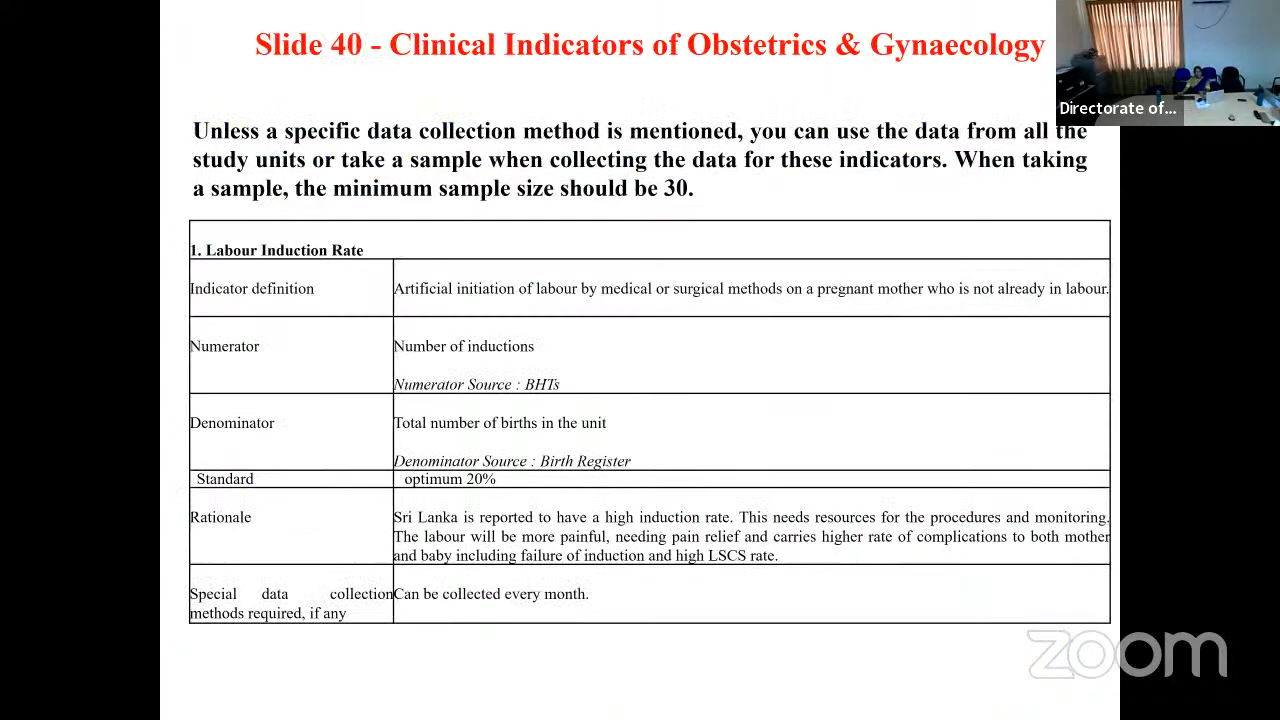 Slide 40 - Clinical Indicators of Obstetrics & Gynaecology
Directorate of...
Unless a specific data collection method is mentioned, you can use the data from all the
study units or take a sample when collecting the data for these indicators. When taking
a sample, the minimum sample size should be 30.
1. Labour Induction Rate
Indicator definition
Artificial initiation of labour by medical or surgical methods on a pregnant mother who is not already in labour.
Numerator
Number of inductions
Numerator Source : BHTs
Denominator
Total number of births in the unit
Denominator Source : Birth Register
Standard
optimum 20%
Rationale
Sri Lanka is reported to have a high induction rate. This needs resources for the procedures and monitoring.
The labour will be more painful, needing pain relief and carries higher rate of complications to both mother
and baby including failure of induction and high LSCS rate.
Special data collection
methods required, if any
Can be collected every month.
zoom